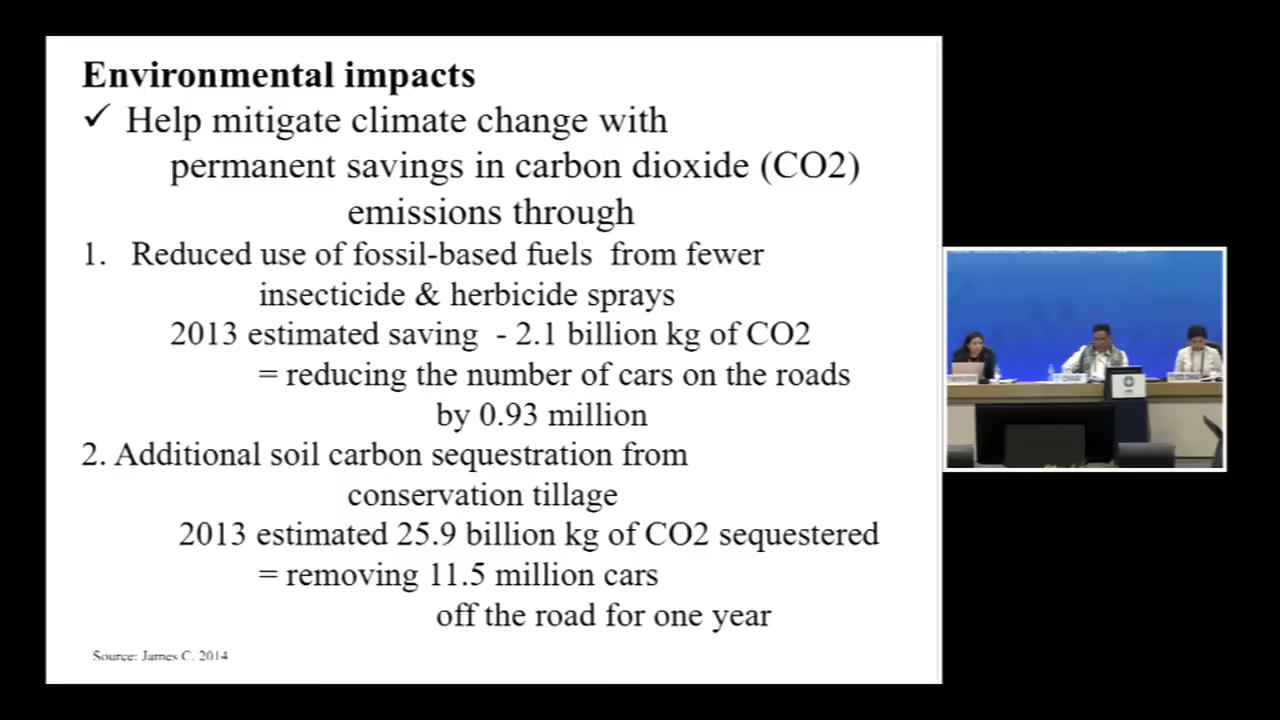 Environmental impacts
✓ Help mitigate climate change with
permanent savings in carbon dioxide (CO2)
emissions through
1. Reduced use of fossil-based fuels from fewer
insecticide & herbicide sprays
2013 estimated saving - 2.1 billion kg of CO2
= reducing the number of cars on the roads
by 0.93 million
2. Additional soil carbon sequestration from
conservation tillage
2013 estimated 25.9 billion kg of CO2 sequestered
= removing 11.5 million cars
off the road for one year
Source: James C. 2014